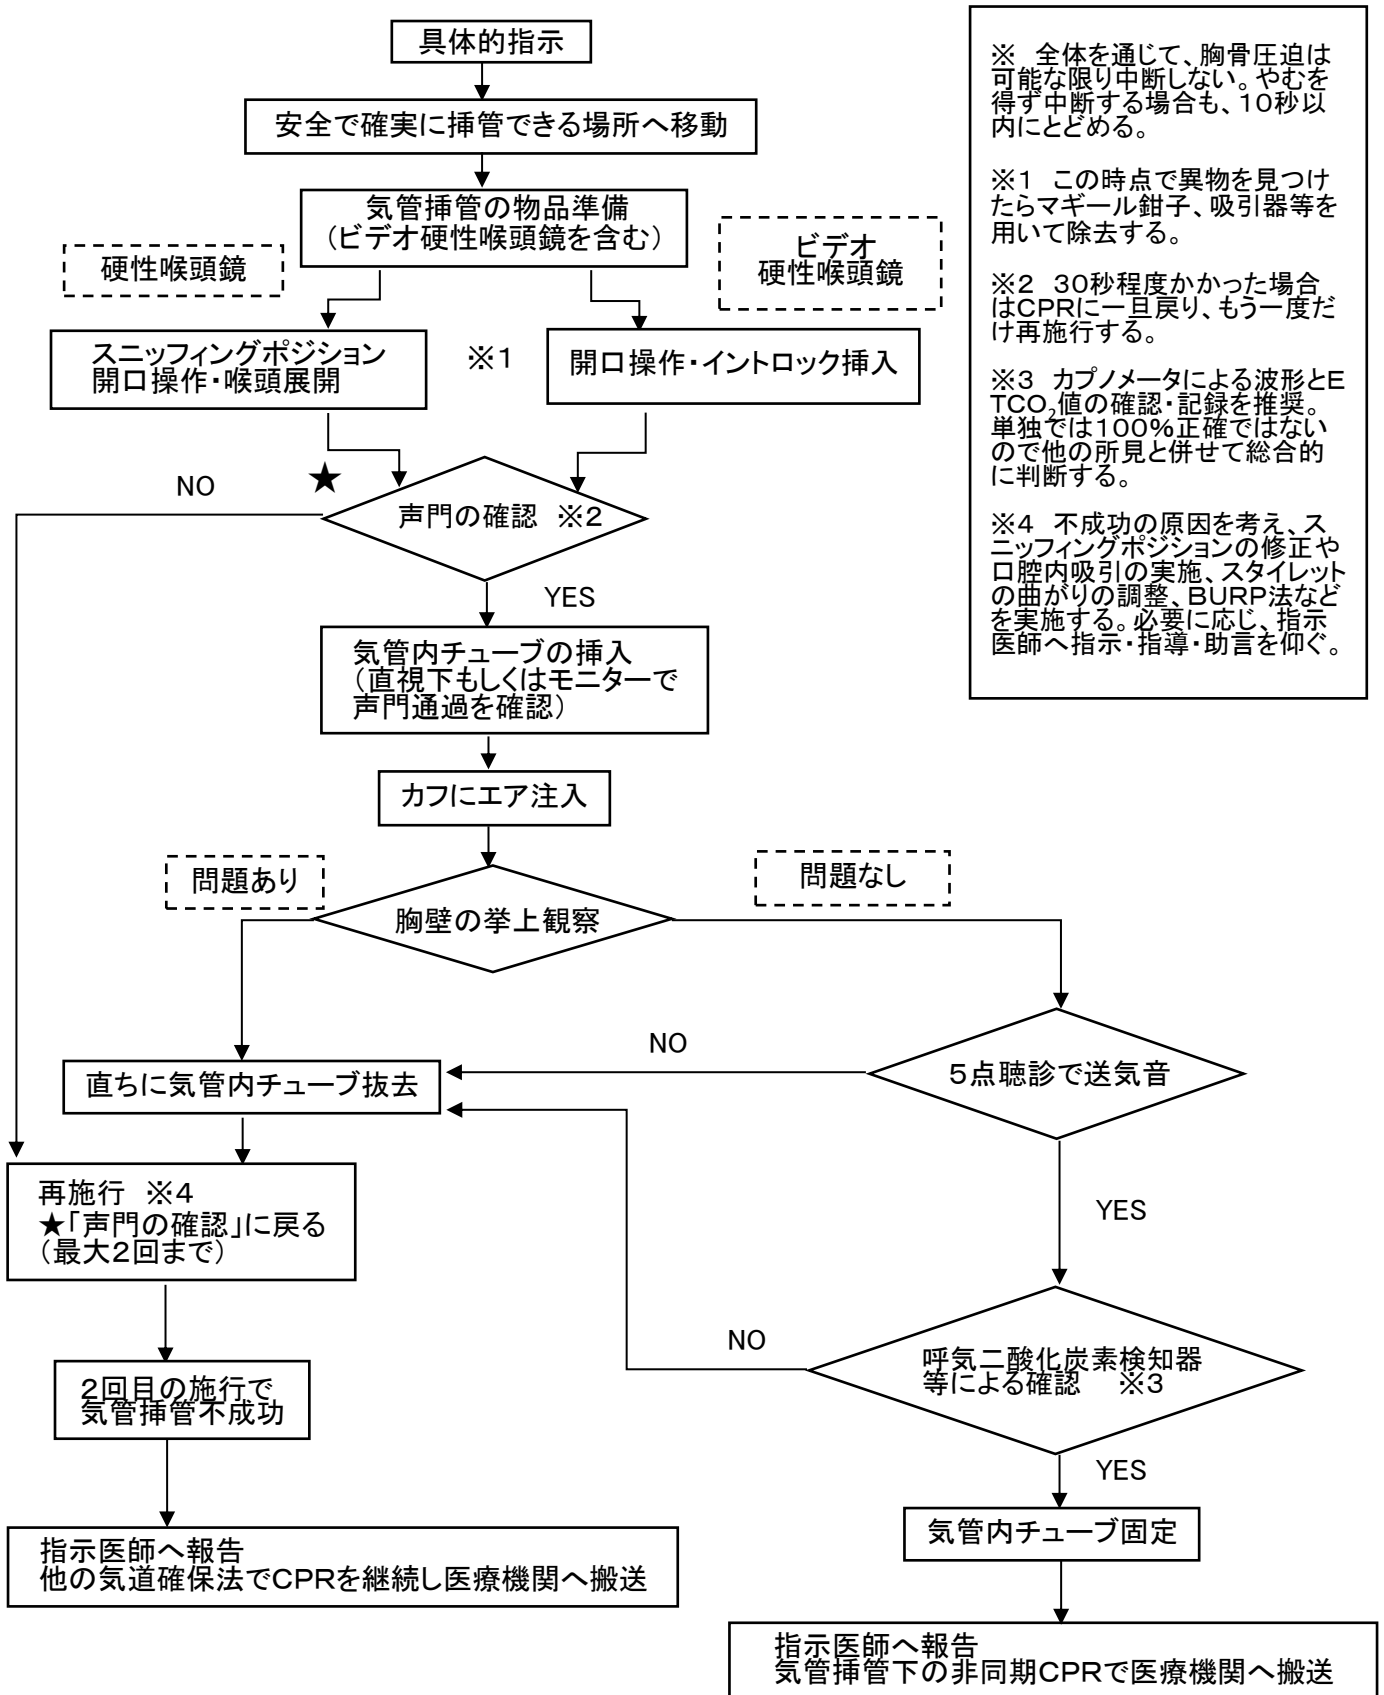 具体的指示
安全で確実に挿管できる場所へ移動
気管挿管の物品準備
（ビデオ硬性喉頭鏡を含む）
硬性喉頭鏡
ビデオ
硬性喉頭鏡
スニッフィングポジション
開口操作・喉頭展開
※１
開口操作・イントロック挿入
★
NO
声門の確認 ※２
YES
気管内チューブの挿入
（直視下もしくはモニターで
声門通過を確認）
カフにエア注入
問題あり
問題なし
胸壁の挙上観察
NO
５点聴診で送気音
直ちに気管内チューブ抜去
YES
再施行 ※４
★「声門の確認」に戻る
（最大２回まで）
NO
呼気二酸化炭素検知器
等による確認 ※３
２回目の施行で
気管挿管不成功
YES
気管内チューブ固定
指示医師へ報告
他の気道確保法でCPRを継続し医療機関へ搬送
指示医師へ報告
気管挿管下の非同期CPRで医療機関へ搬送
※ 全体を通じて、胸骨圧迫は
可能な限り中断しない。やむを
得ず中断する場合も、１０秒以
内にとどめる。
※１ この時点で異物を見つけ
たらマギール鉗子、吸引器等を
用いて除去する。
※２ ３０秒程度かかった場合
はCPRに一旦戻り、もう一度だ
け再施行する。
※３ カプノメータによる波形とE
TCO₂値の確認・記録を推奨。
単独では１００％正確ではない
ので他の所見と併せて総合的
に判断する。
※４ 不成功の原因を考え、ス
ニッフィングポジションの修正や
口腔内吸引の実施、スタイレット
の曲がりの調整、BURP法など
を実施する。必要に応じ、指示
医師へ指示・指導・助言を仰ぐ。